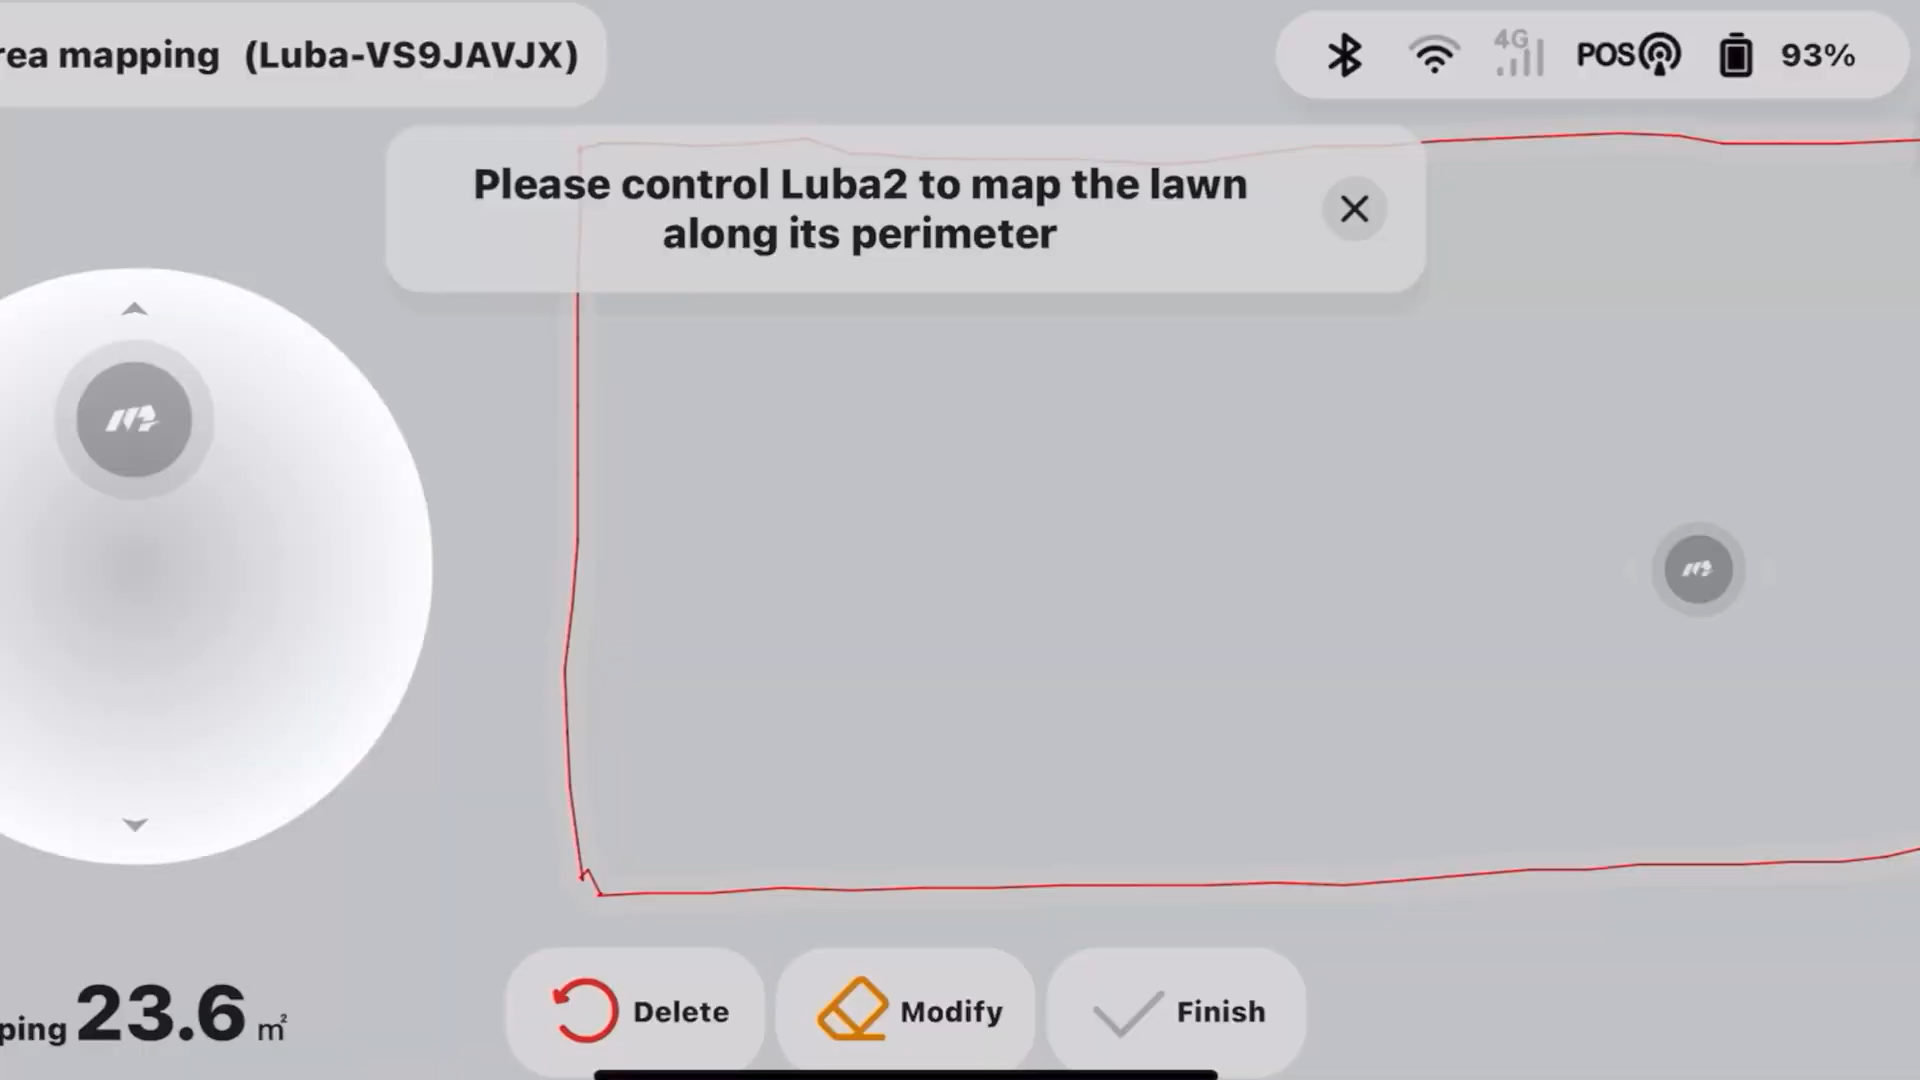 rea mapping (Luba-VS9JAVJX)
4G POS 93%
Please control Luba2 to map the lawn
along its perimeter
ping 23.6 m²
Delete
Modify
Finish